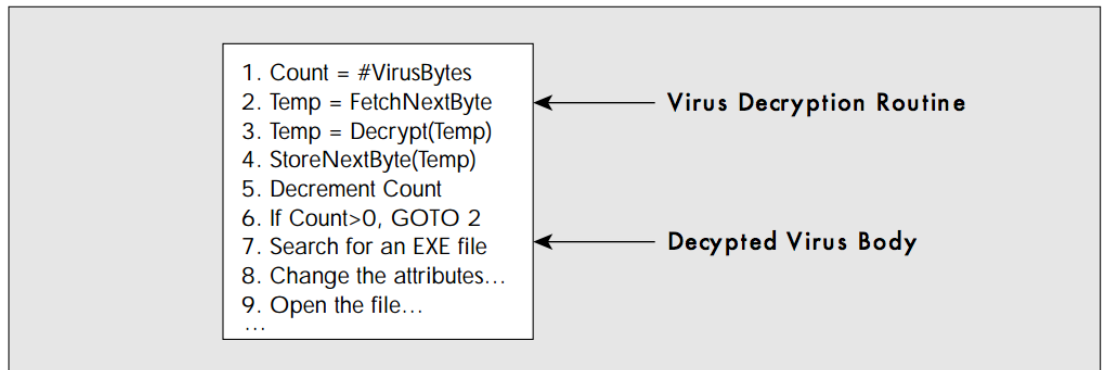 1. Count = #VirusBytes
2. Temp = FetchNextByte
3. Temp = Decrypt(Temp)
4. StoreNextByte(Temp)
5. Decrement Count
6. If Count>0, GOTO 2
7. Search for an EXE file
8. Change the attributes...
9. Open the file...
...
Virus Decryption Routine
Decypted Virus Body